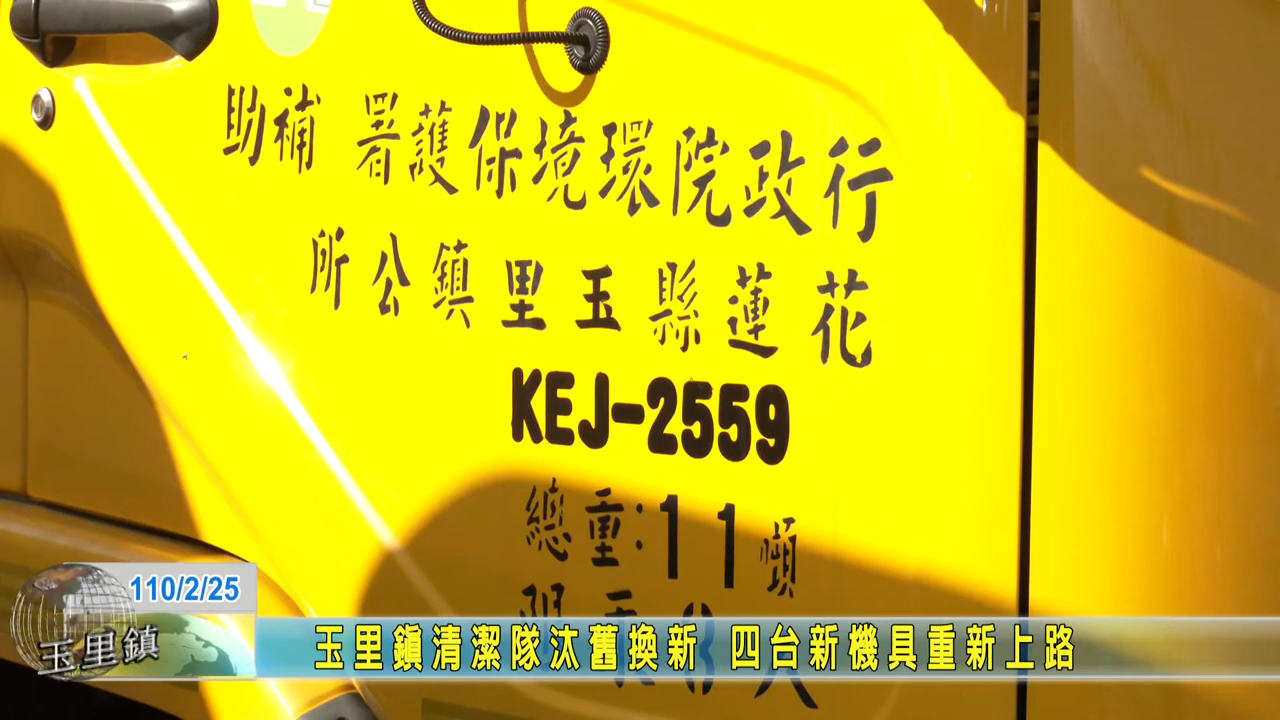 行政院環境保護署 補助
花蓮縣玉里鎮公所
KEJ-2559
總重:11噸
110/2/25
玉里鎮
玉里鎮清潔隊汰舊換新 四台新機具重新上路